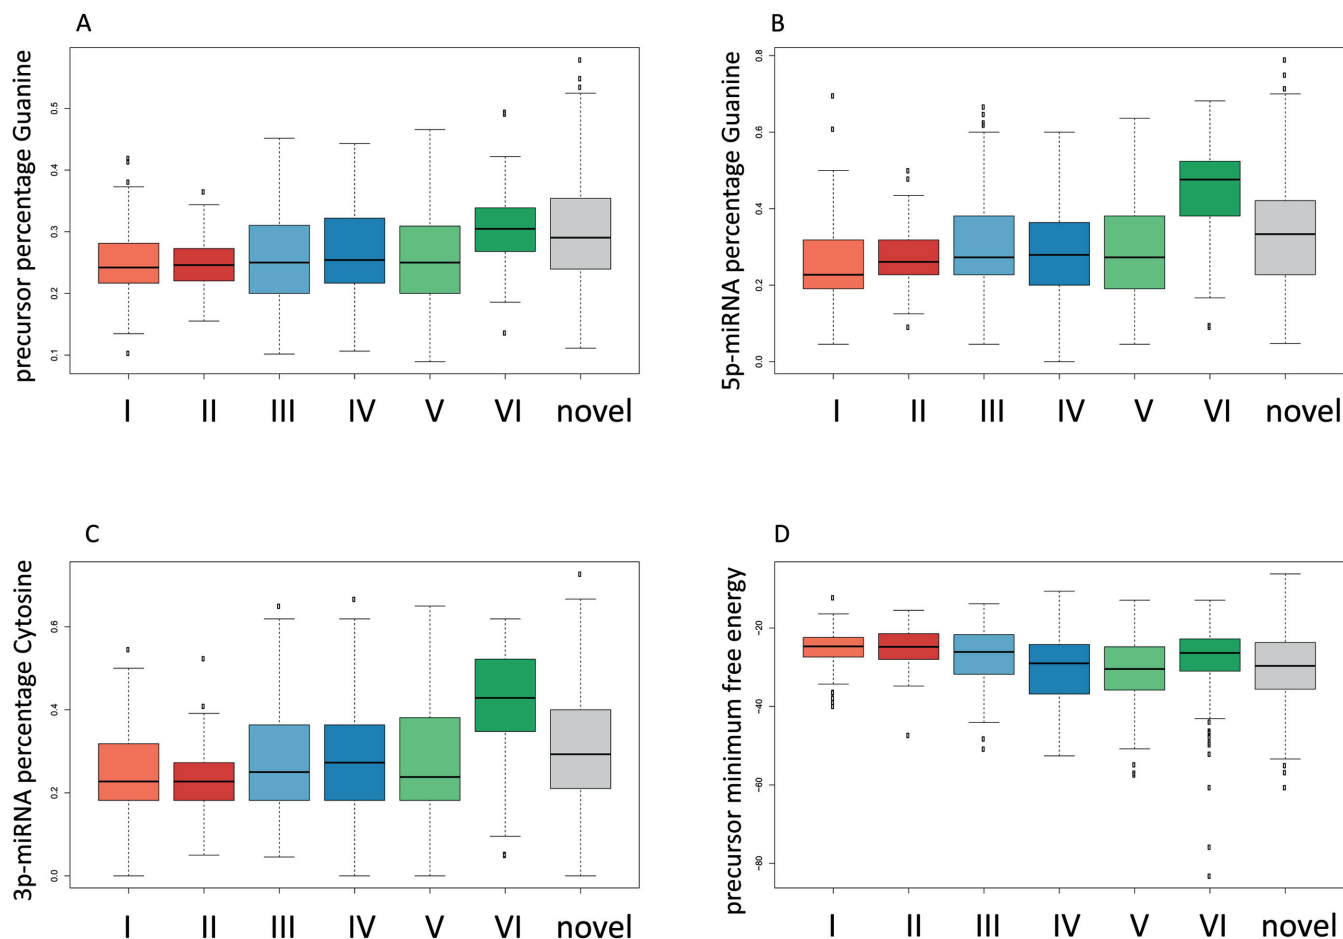 A
precursor percentage Guanine
0.5
0.4
0.3
0.2
0.1
I II III IV V VI novel
B
5p-miRNA percentage Guanine
0.8
0.6
0.4
0.2
0.0
I II III IV V VI novel
C
3p-miRNA percentage Cytosine
0.6
0.4
0.2
0.0
I II III IV V VI novel
D
precursor minimum free energy
-20
-40
-60
-80
I II III IV V VI novel